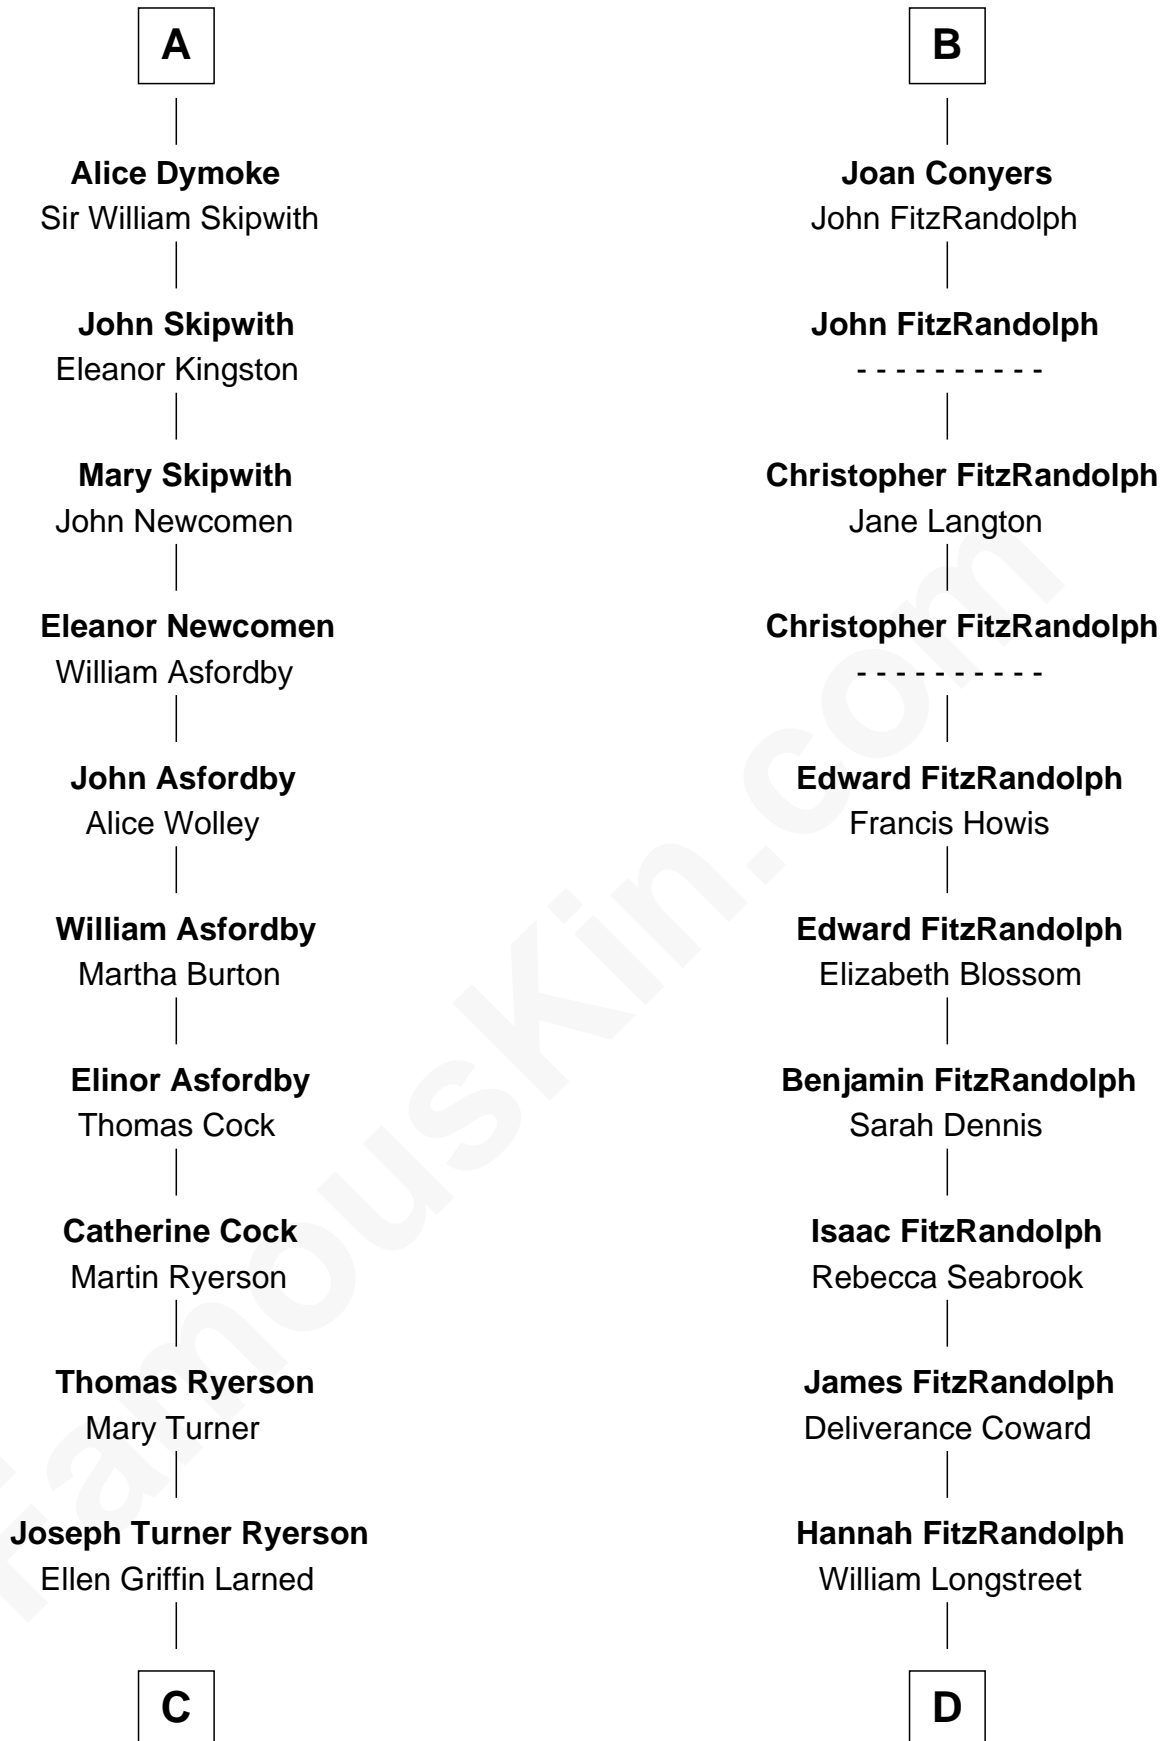 A
Alice Dymoke
Sir William Skipwith
John Skipwith
Eleanor Kingston
Mary Skipwith
John Newcomen
Eleanor Newcomen
William Asfordby
John Asfordby
Alice Wolley
William Asfordby
Martha Burton
Elinor Asfordby
Thomas Cock
Catherine Cock
Martin Ryerson
Thomas Ryerson
Mary Turner
Joseph Turner Ryerson
Ellen Griffin Larned
C
B
Joan Conyers
John FitzRandolph
John FitzRandolph
- - - - - - - - - -
Christopher FitzRandolph
Jane Langton
Christopher FitzRandolph
- - - - - - - - - -
Edward FitzRandolph
Francis Howis
Edward FitzRandolph
Elizabeth Blossom
Benjamin FitzRandolph
Sarah Dennis
Isaac FitzRandolph
Rebecca Seabrook
James FitzRandolph
Deliverance Coward
Hannah FitzRandolph
William Longstreet
D
FamousKin.com